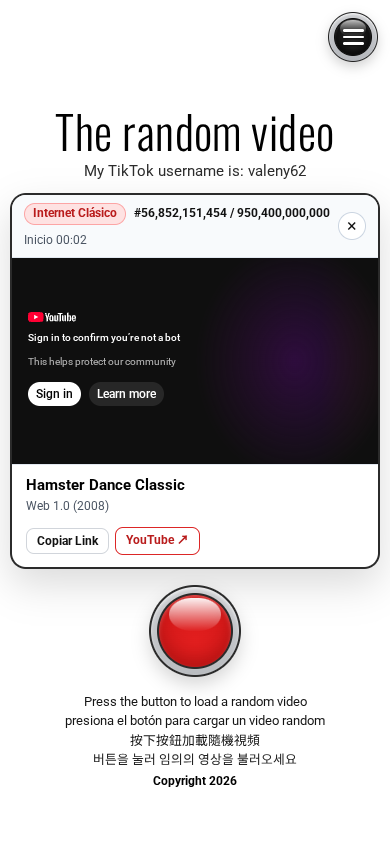 The random video
My TikTok username is: valeny62
Internet Clásico #56,852,151,454 / 950,400,000,000
Inicio 00:02
×
YouTube
Sign in to confirm you're not a bot
This helps protect our community
Sign in Learn more
Hamster Dance Classic
Web 1.0 (2008)
Copiar Link YouTube ↗
Press the button to load a random video
presiona el botón para cargar un video random
按下按鈕加載隨機視頻
버튼을 눌러 임의의 영상을 불러오세요
Copyright 2026